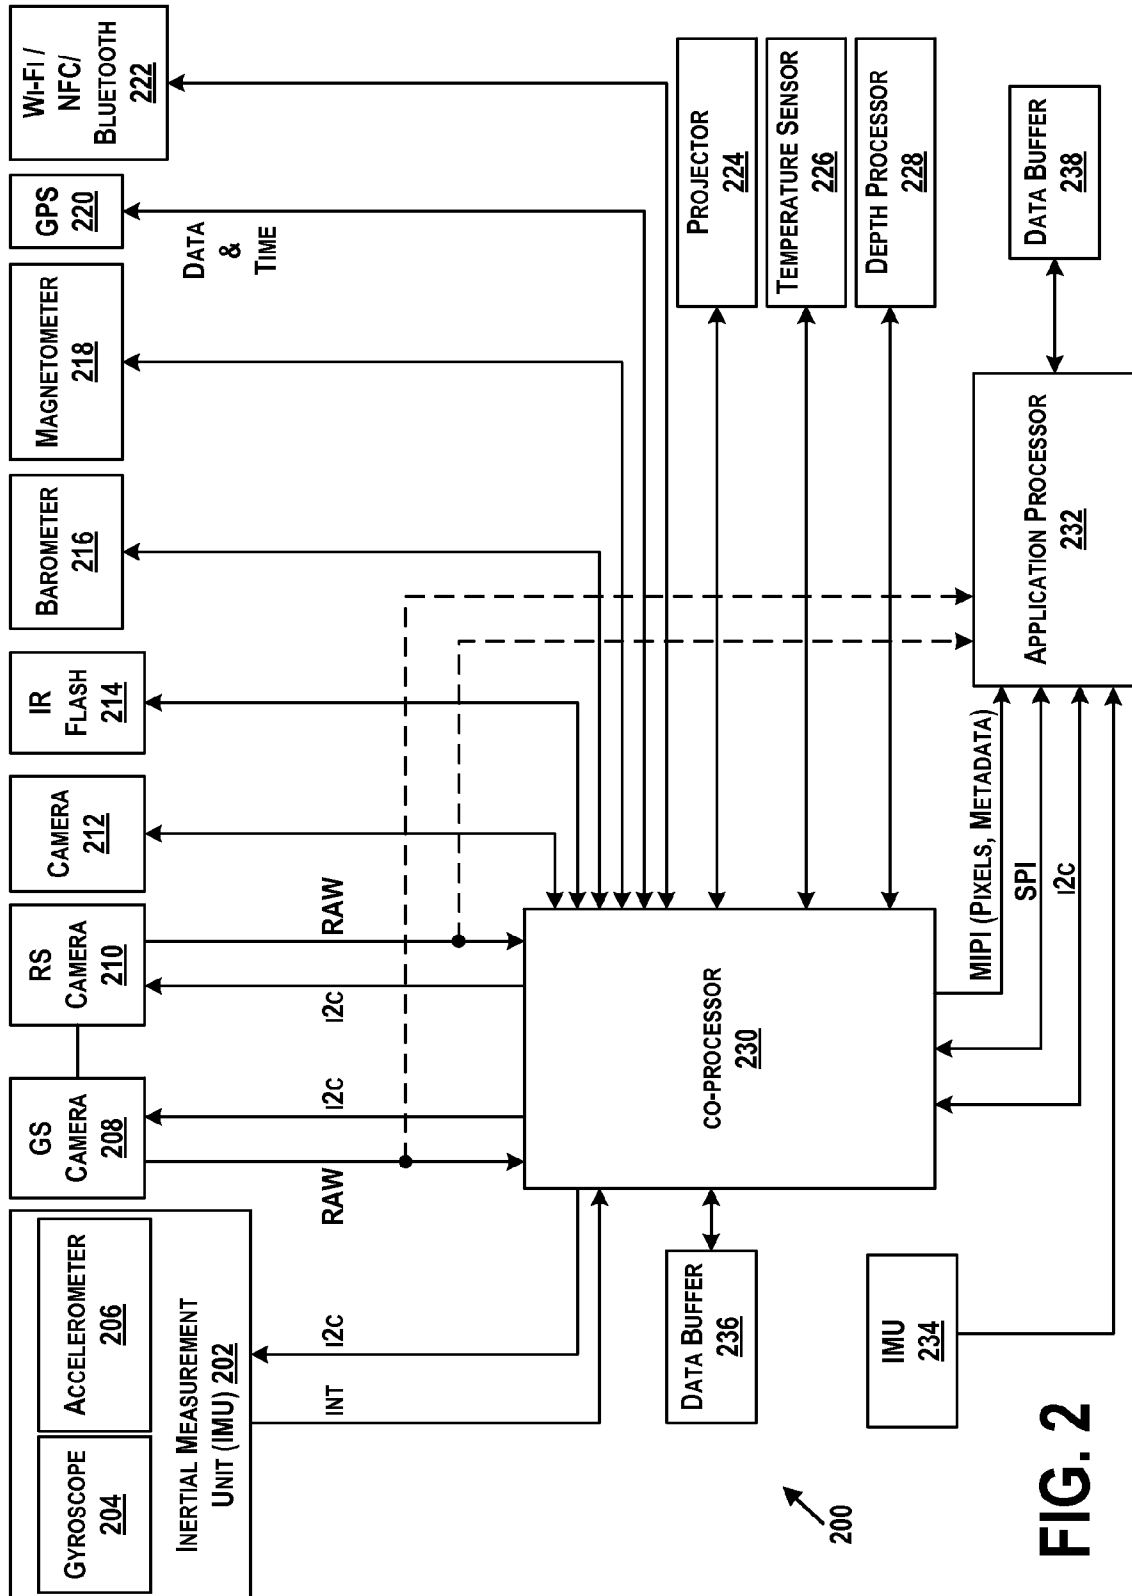 GYROSCOPE
204
ACCELEROMETER
206
INERTIAL MEASUREMENT
UNIT (IMU) 202
GS
CAMERA
208
RS
CAMERA
210
CAMERA
212
IR
FLASH
214
BAROMETER
216
MAGNETOMETER
218
GPS
220
WI-FI /
NFC/
BLUETOOTH
222
DATA
&
TIME
INT
I2C
RAW
I2C
I2C
RAW
PROJECTOR
224
TEMPERATURE SENSOR
226
DEPTH PROCESSOR
228
CO-PROCESSOR
230
DATA BUFFER
236
IMU
234
MIPI (PIXELS, METADATA)
SPI
I2C
APPLICATION PROCESSOR
232
DATA BUFFER
238
200
FIG. 2